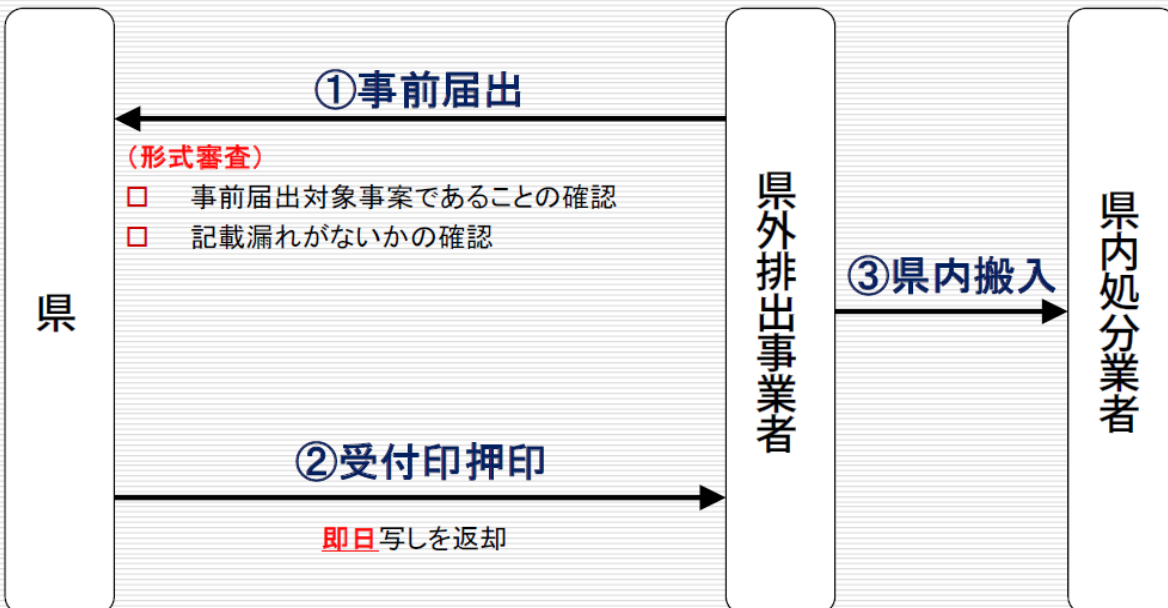 県
①事前届出
（形式審査）
□ 事前届出対象事案であることの確認
□ 記載漏れがないかの確認
②受付印押印
即日写しを返却
県外排出事業者
③県内搬入
県内処分業者